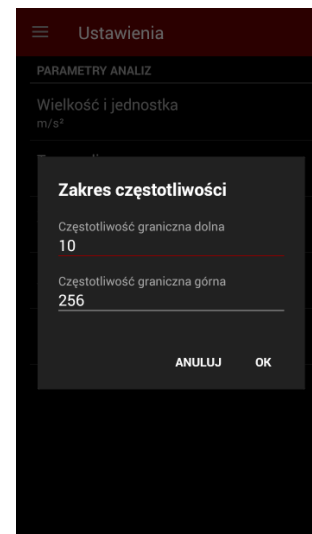 Ustawienia
PARAMETRY ANALIZ
Wielkość i jednostka
m/s²
Zakres częstotliwości
Częstotliwość graniczna dolna
10
Częstotliwość graniczna górna
256
ANULUJ OK